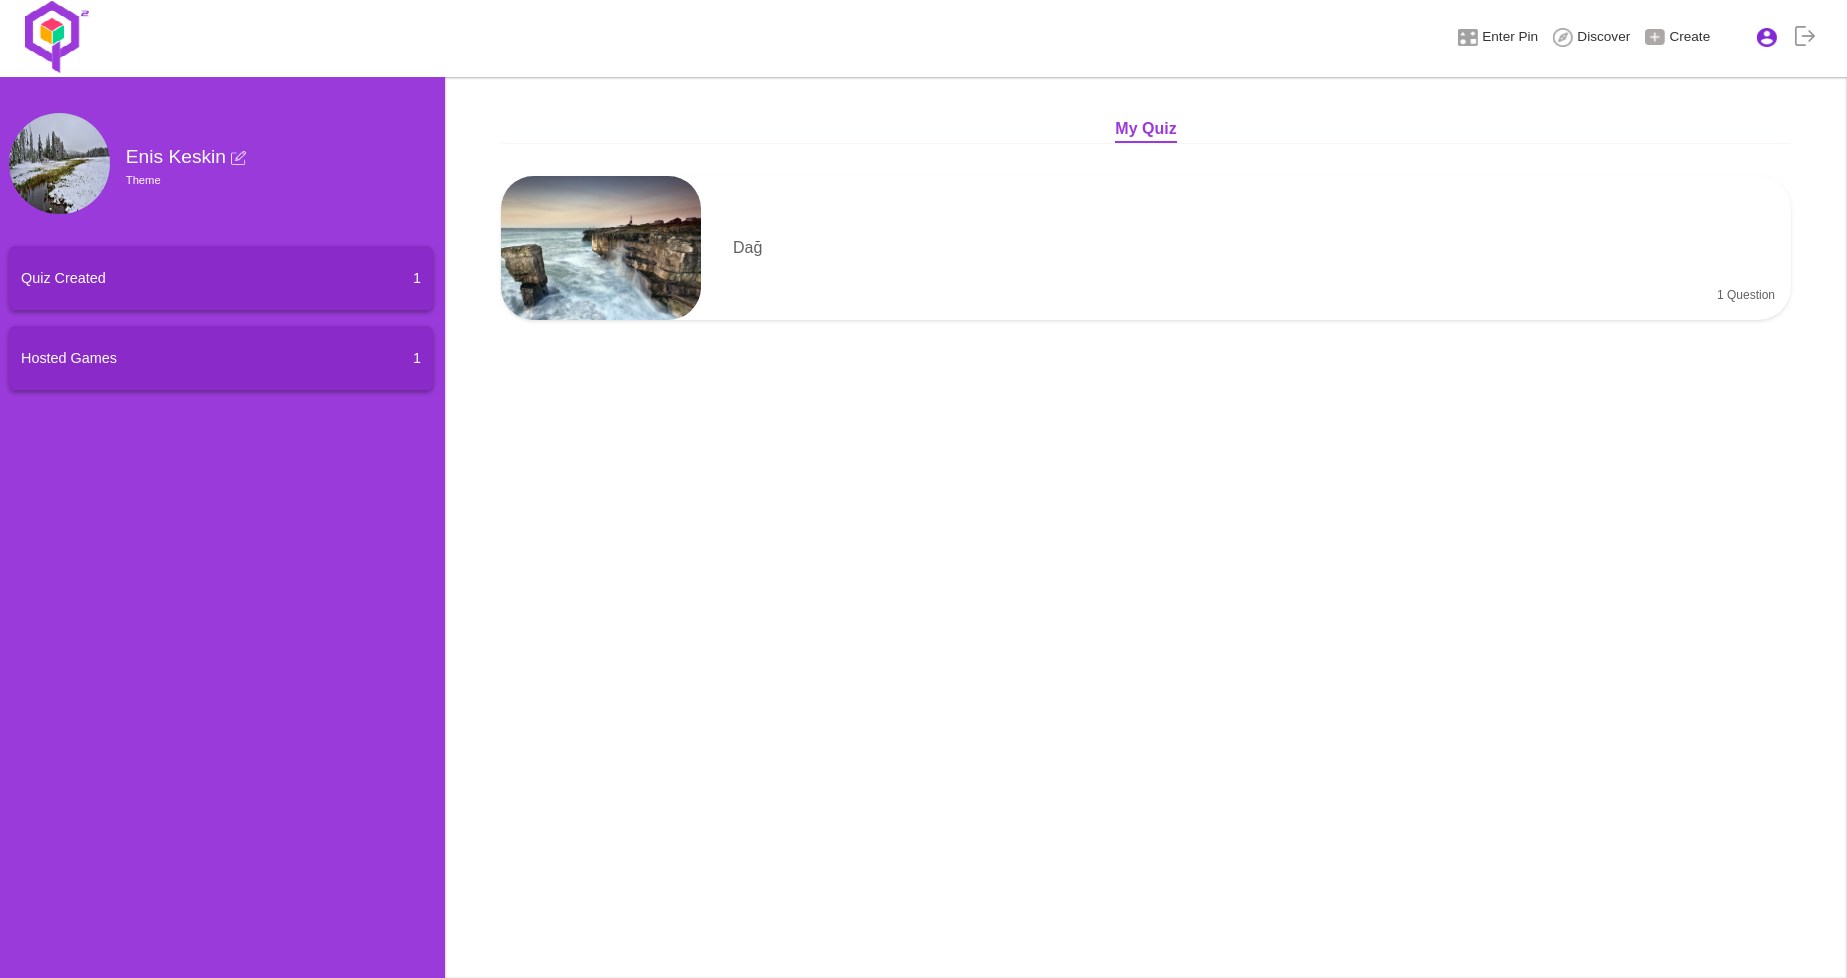 Enter Pin
Discover
Create
Enis Keskin
Theme
Quiz Created 1
Hosted Games 1
My Quiz
Dağ
1 Question